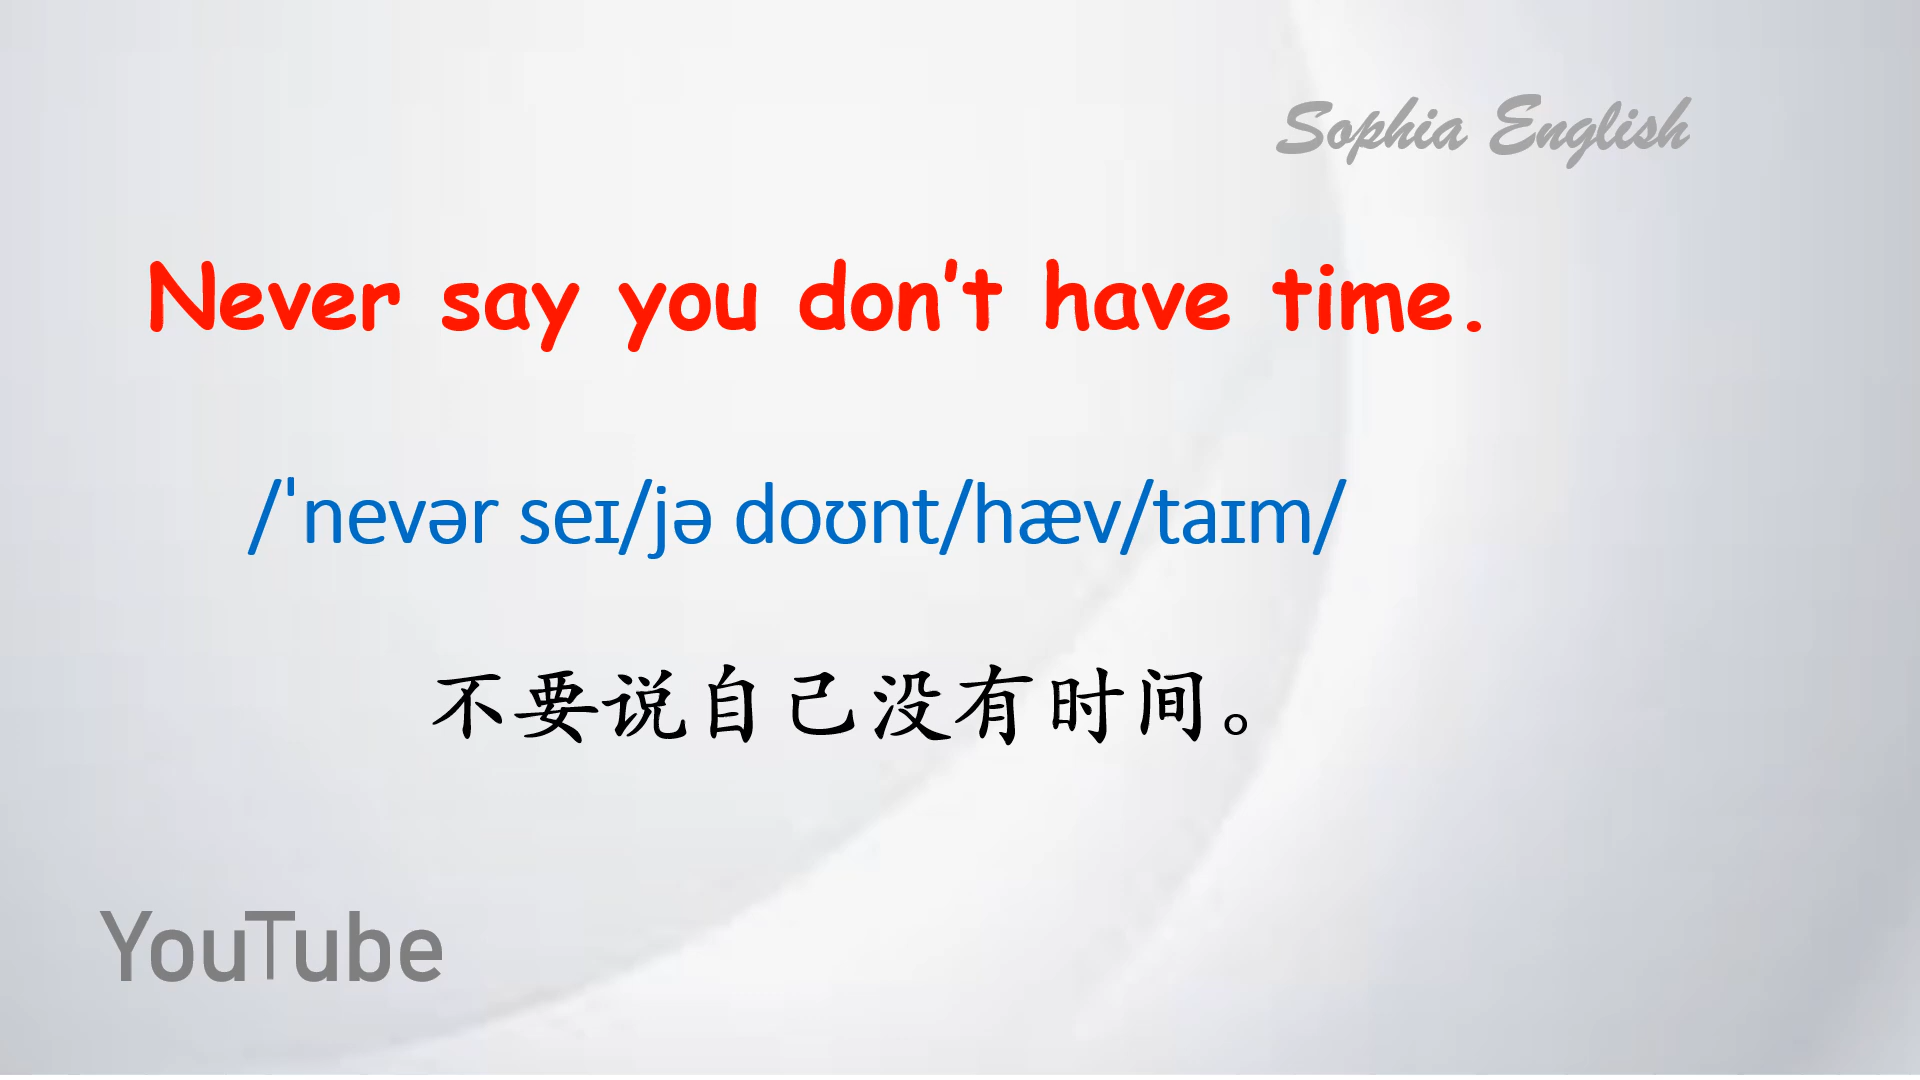 Sophia English
Never say you don't have time.
/ˈnevər seɪ/jə doʊnt/hæv/taɪm/
不要说自己没有时间。
YouTube